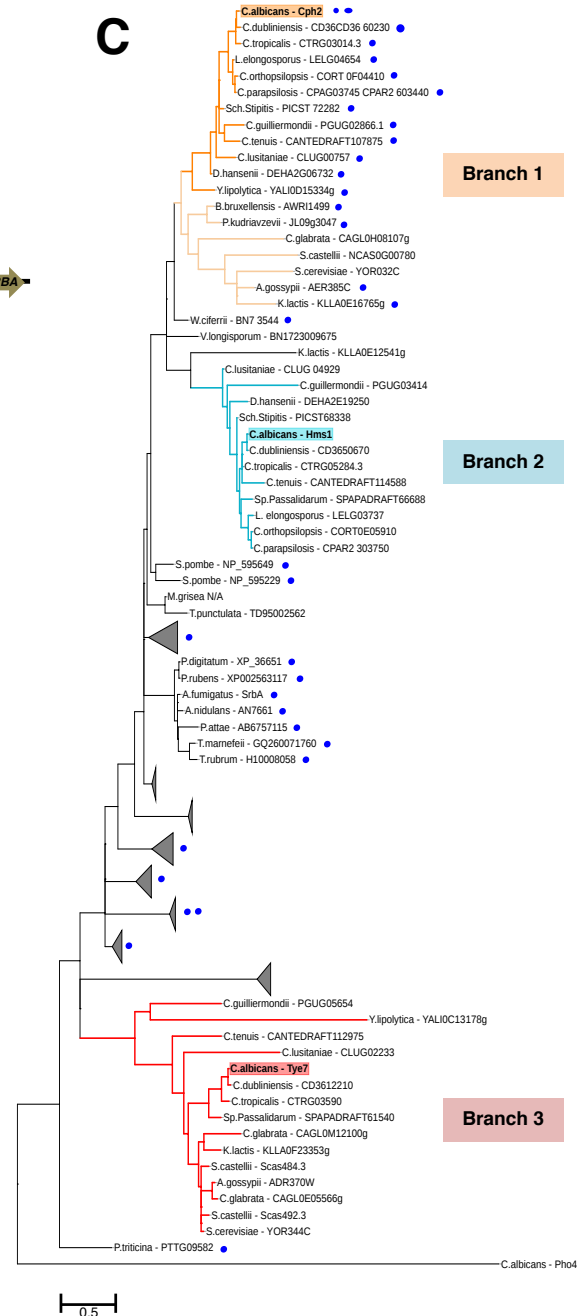 C
C.albicans - Cph2
C.dubliniensis - CD36CD36 60230
C.tropicalis - CTRG03014.3
L.elongosporus - LELG04654
C.orthopsilopsis - CORT 0F04410
C.parapsilosis - CPAG03745 CPAR2 603440
Sch.Stipitis - PICST 72282
C.guilliermondii - PGUG02866.1
C.tenuis - CANTEDRAFT107875
C.lusitaniae - CLUG00757
Branch 1
D.hansenii - DEHA2G06732
Y.lipolytica - YALI0D15334g
B.bruxellensis - AWRI1499
P.kudriavzevii - JL09g3047
C.glabrata - CAGL0H08107g
S.castellii - NCAS0G00780
S.cerevisiae - YOR032C
BA
A.gossypii - AER385C
K.lactis - KLLA0E16765g
W.ciferrii - BN7 3544
V.longisporum - BN1723009675
K.lactis - KLLA0E12541g
C.lusitaniae - CLUG 04929
C.guillermondii - PGUG03414
D.hansenii - DEHA2E19250
Sch.Stipitis - PICST68338
C.albicans - Hms1
C.dubliniensis - CD3650670
Branch 2
C.tropicalis - CTRG05284.3
C.tenuis - CANTEDRAFT114588
Sp.Passalidarum - SPAPADRAFT66688
L. elongosporus - LELG03737
C.orthopsilopsis - CORT0E05910
C.parapsilosis - CPAR2 303750
S.pombe - NP_595649
S.pombe - NP_595229
M.grisea N/A
T.punctulata - TD95002562
P.digitatum - XP_36651
P.rubens - XP002563117
A.fumigatus - SrbA
A.nidulans - AN7661
P.attae - AB6757115
T.marnefeii - GQ260071760
T.rubrum - H10008058
C.guilliermondii - PGUG05654
Y.lipolytica - YALI0C13178g
C.tenuis - CANTEDRAFT112975
C.lusitaniae - CLUG02233
C.albicans - Tye7
C.dubliniensis - CD3612210
C.tropicalis - CTRG03590
Sp.Passalidarum - SPAPADRAFT61540
Branch 3
C.glabrata - CAGL0M12100g
K.lactis - KLLA0F23353g
S.castellii - Scas484.3
A.gossypii - ADR370W
C.glabrata - CAGL0E05566g
S.castellii - Scas492.3
S.cerevisiae - YOR344C
P.triticina - PTTG09582
C.albicans - Pho4
0.5